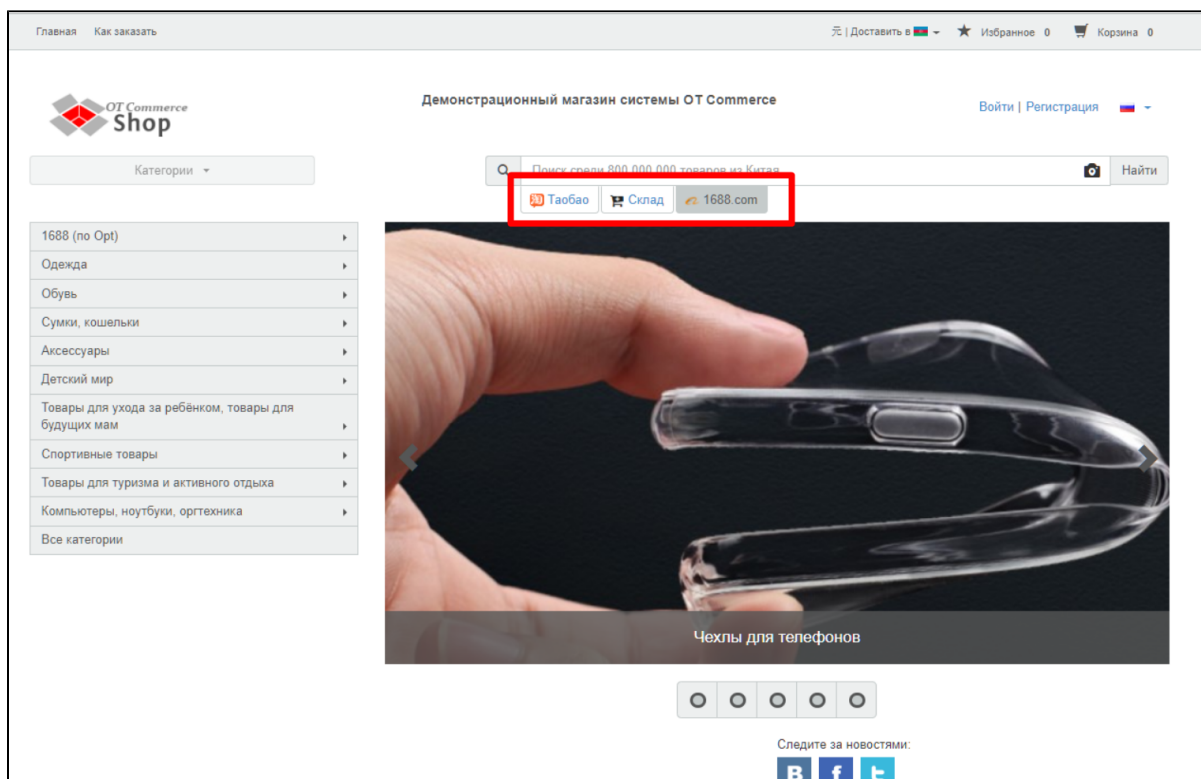 Главная Как заказать
元 | Доставить в Избранное 0 Корзина 0
OT Commerce
Shop
Демонстрационный магазин системы OT Commerce
Войти | Регистрация
Категории
Поиск среди 800 000 000 товаров из Китая
Найти
Таобао Склад 1688.com
1688 (по Opt)
Одежда
Обувь
Сумки, кошельки
Аксессуары
Детский мир
Товары для ухода за ребёнком, товары для
будущих мам
Спортивные товары
Товары для туризма и активного отдыха
Компьютеры, ноутбуки, оргтехника
Все категории
Чехлы для телефонов
Следите за новостями: